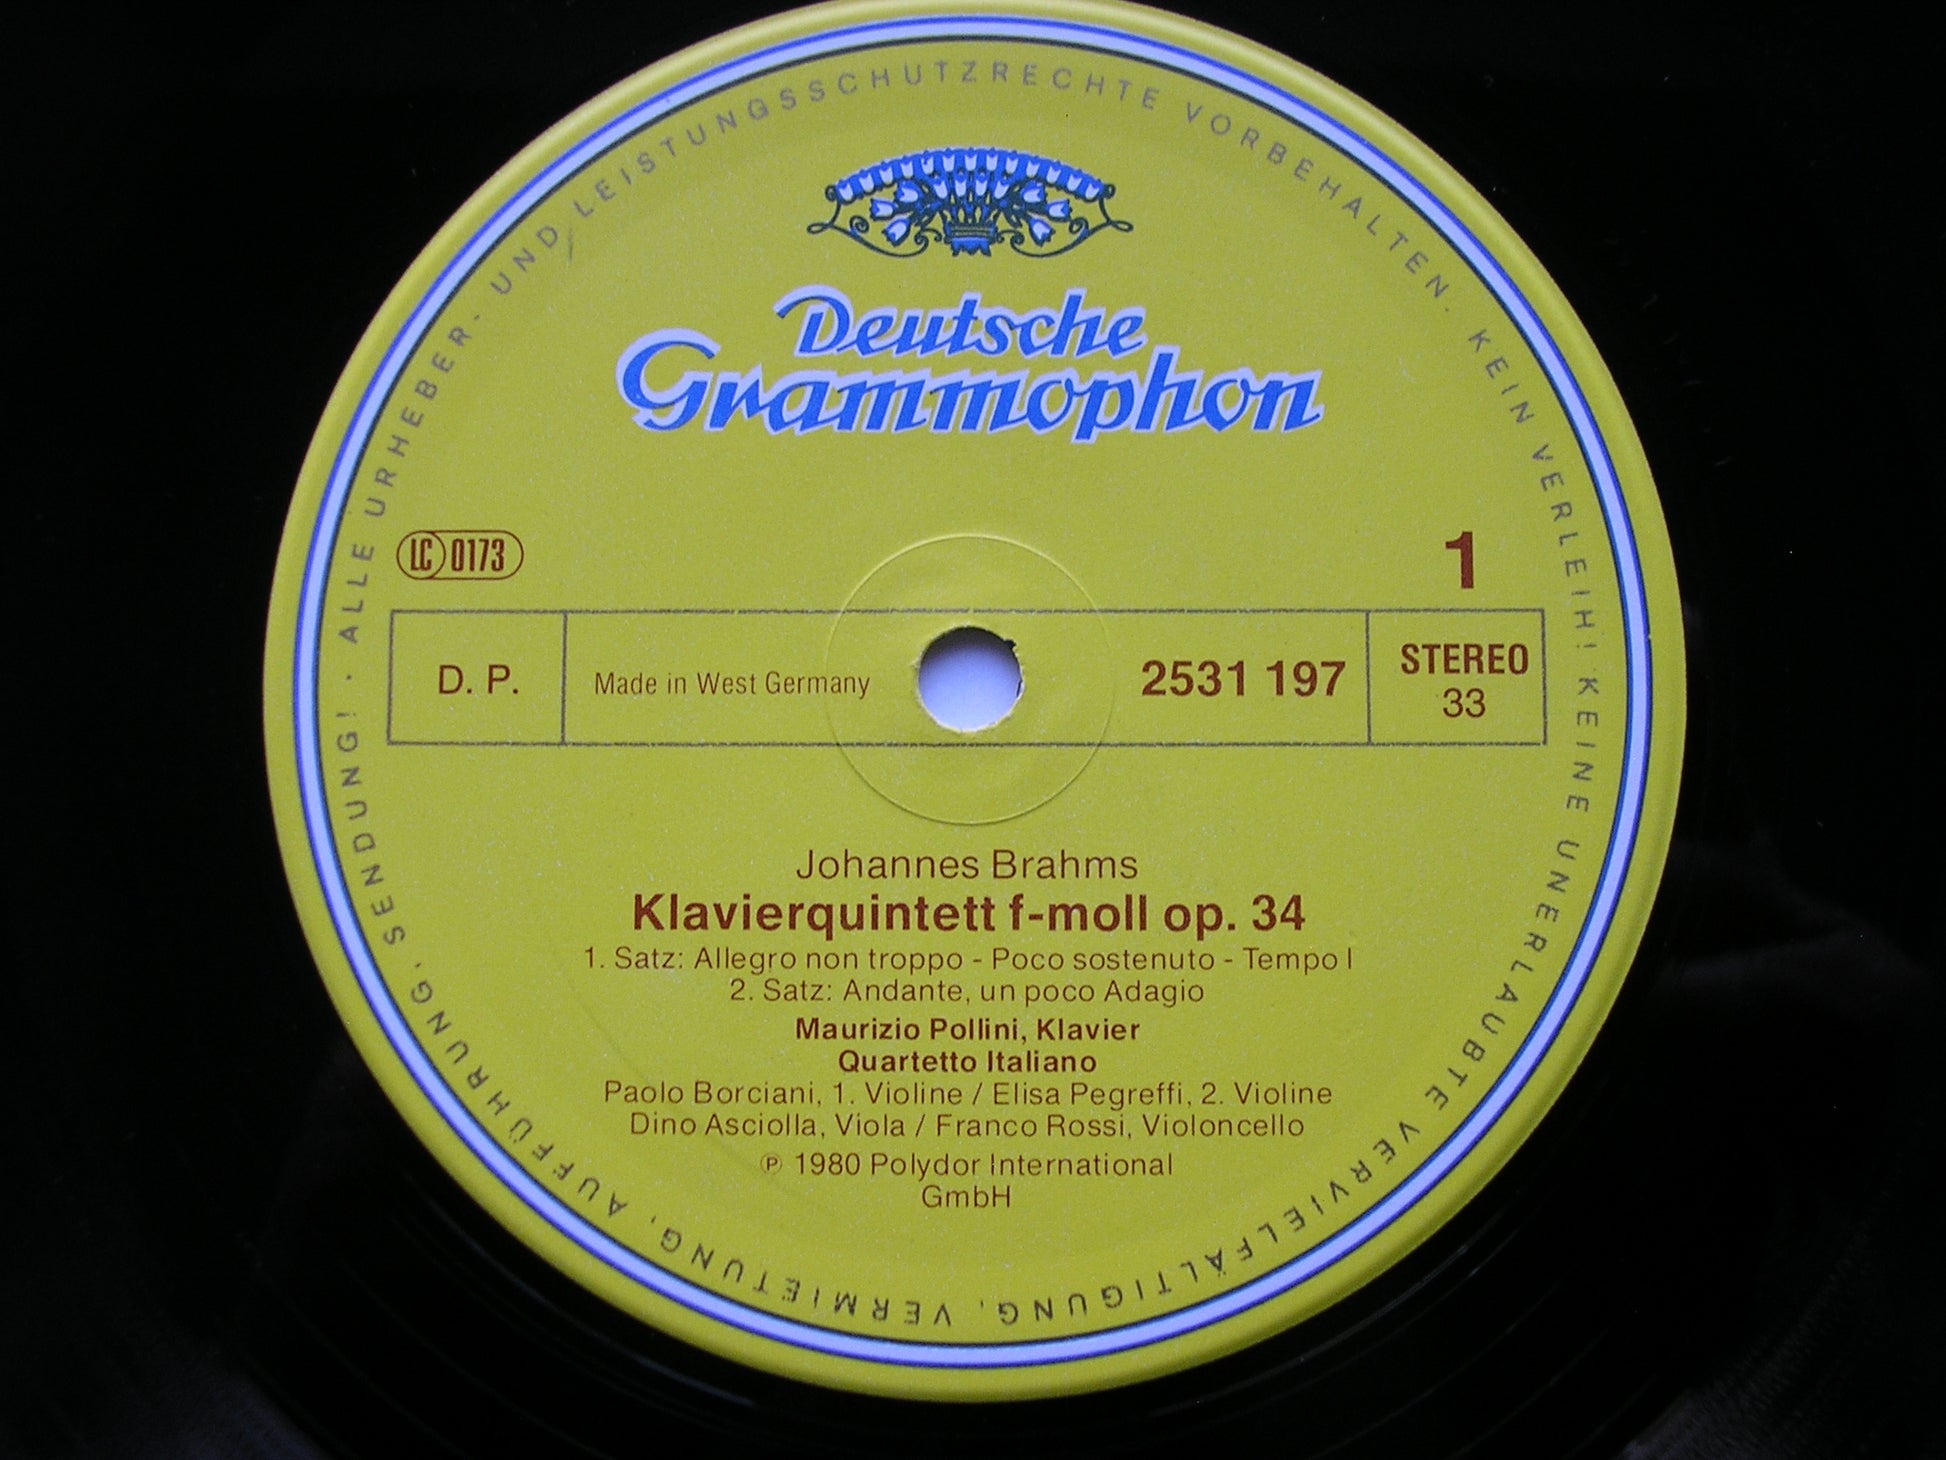 ALLE URHEBER- UND LEISTUNGSSCHUTZRECHTE VORBEHALTEN. KEIN VERLEIH! KEINE UNERLAUBTE VERVIELFÄLTIGUNG, VERMIETUNG, AUFFÜHRUNG, SENDUNG! ·
Deutsche
Grammophon
LC 0173
1
D. P.
Made in West Germany
2531 197
STEREO
33
Johannes Brahms
Klavierquintett f-moll op. 34
1. Satz: Allegro non troppo - Poco sostenuto - Tempo I
2. Satz: Andante, un poco Adagio
Maurizio Pollini, Klavier
Quartetto Italiano
Paolo Borciani, 1. Violine / Elisa Pegreffi, 2. Violine
Dino Asciolla, Viola / Franco Rossi, Violoncello
℗ 1980 Polydor International
GmbH